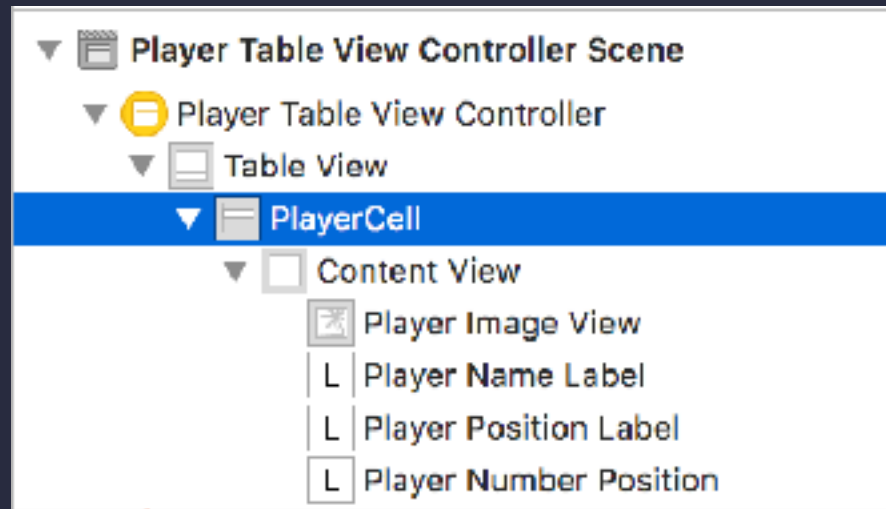 Player Table View Controller Scene
Player Table View Controller
Table View
PlayerCell
Content View
Player Image View
L Player Name Label
L Player Position Label
L Player Number Position